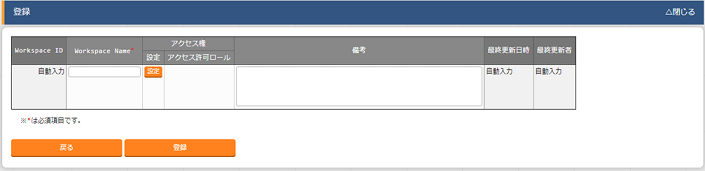 登録 △閉じる
Workspace ID Workspace Name* アクセス権 備考 最終更新日時 最終更新者
設定 アクセス許可ロール
自動入力 設定 自動入力 自動入力
※*は必須項目です。
戻る 登録